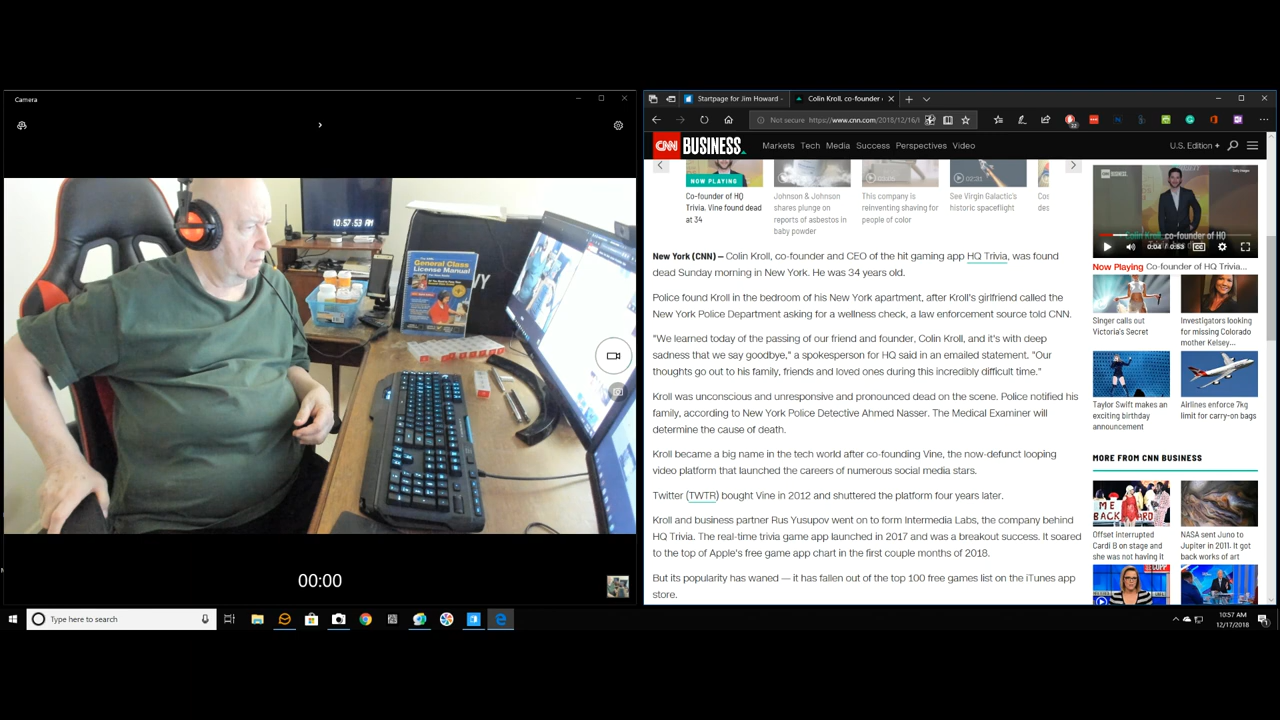 Camera
10:57:53 AM
General Class
License Manual
00:00
Startpage for Jim Howard -
Colin Kroll, co-founder
Not secure
https://www.cnn.com/2018/12/16/
22
CNN BUSINESS
Markets Tech Media Success Perspectives Video
U.S. Edition +
NOW PLAYING
Co-founder of HQ
Trivia, Vine found dead
at 34
Johnson & Johnson
shares plunge on
reports of asbestos in
baby powder
02:31
This company is
reinventing shaving for
people of color
See Virgin Galactic's
historic spaceflight
Cos
des
New York (CNN) — Colin Kroll, co-founder and CEO of the hit gaming app HQ Trivia, was found
dead Sunday morning in New York. He was 34 years old.
Police found Kroll in the bedroom of his New York apartment, after Kroll's girlfriend called the
New York Police Department asking for a wellness check, a law enforcement source told CNN.
"We learned today of the passing of our friend and founder, Colin Kroll, and it's with deep
sadness that we say goodbye," a spokesperson for HQ said in an emailed statement. "Our
thoughts go out to his family, friends and loved ones during this incredibly difficult time."
Kroll was unconscious and unresponsive and pronounced dead on the scene. Police notified his
family, according to New York Police Detective Ahmed Nasser. The Medical Examiner will
determine the cause of death.
Kroll became a big name in the tech world after co-founding Vine, the now-defunct looping
video platform that launched the careers of numerous social media stars.
Twitter (TWTR) bought Vine in 2012 and shuttered the platform four years later.
Kroll and business partner Rus Yusupov went on to form Intermedia Labs, the company behind
HQ Trivia. The real-time trivia game app launched in 2017 and was a breakout success. It soared
to the top of Apple's free game app chart in the first couple months of 2018.
But its popularity has waned — it has fallen out of the top 100 free games list on the iTunes app
store.
BUSINESS
Colin Kroll, co-founder of HQ
0:04 / 0:53
CC
Now Playing Co-founder of HQ Trivia...
Singer calls out
Victoria's Secret
Investigators looking
for missing Colorado
mother Kelsey...
Taylor Swift makes an
exciting birthday
announcement
Airlines enforce 7kg
limit for carry-on bags
MORE FROM CNN BUSINESS
ME
BACK
Offset interrupted
Cardi B on stage and
she was not having it
NASA sent Juno to
Jupiter in 2011. It got
back works of art
Type here to search
10:57 AM
12/17/2018